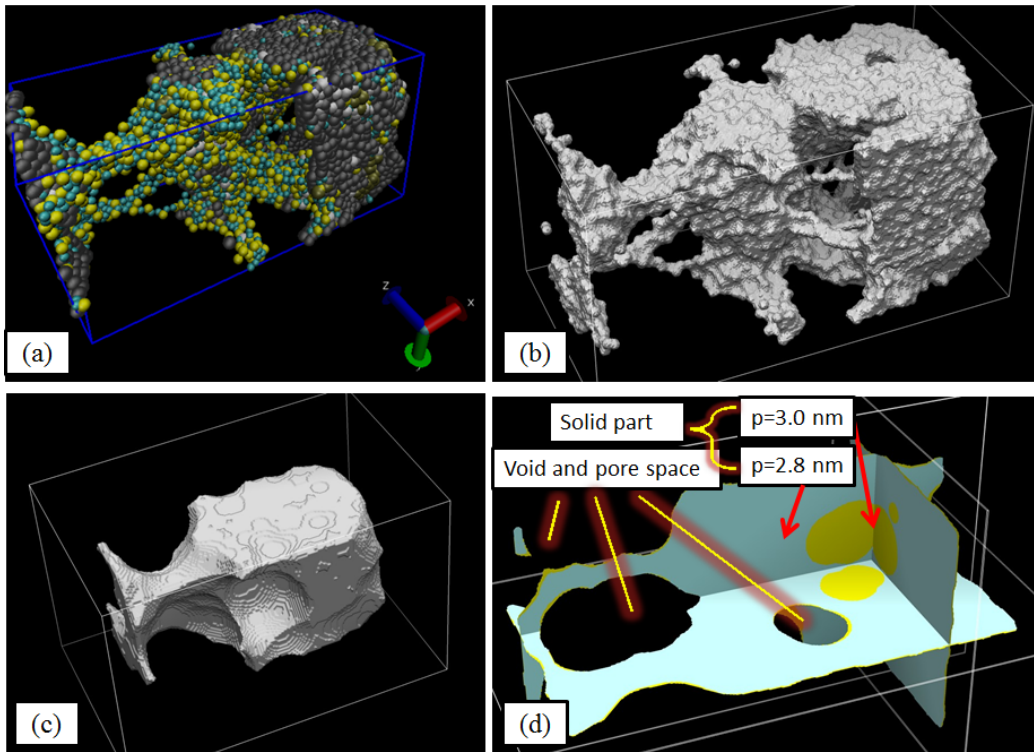 z
x
(a)
(b)
(c)
Solid part
p=3.0 nm
Void and pore space
p=2.8 nm
(d)